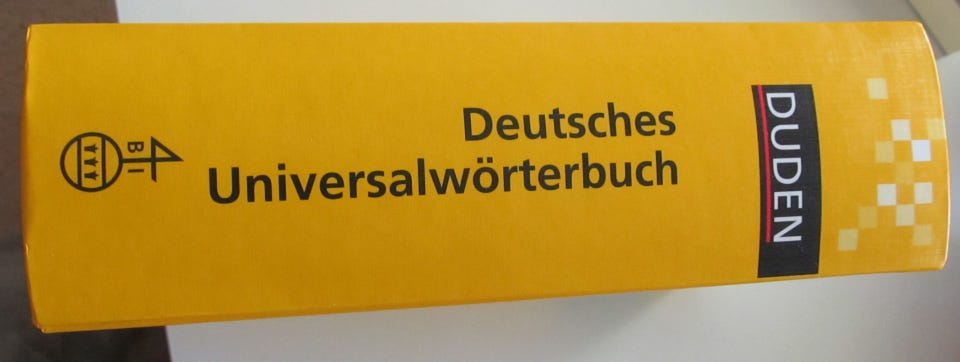 DUDEN
Deutsches
Universalwörterbuch
B I